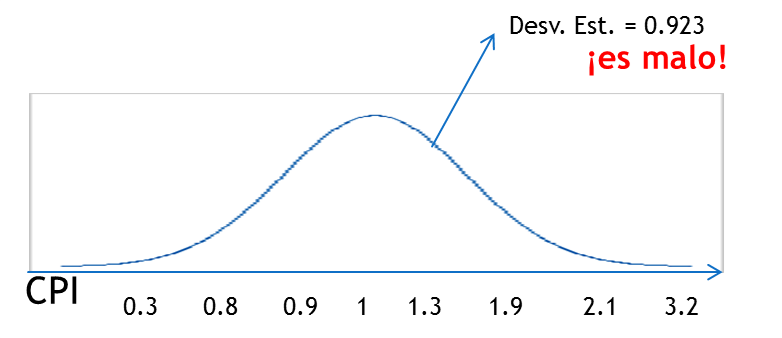 Desv. Est. = 0.923
¡es malo!
CPI
0.3 0.8 0.9 1 1.3 1.9 2.1 3.2